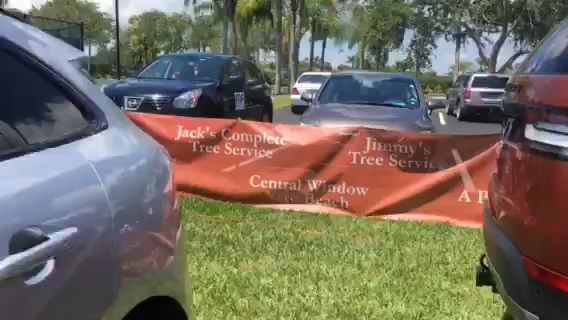 Jack's Complete
Tree Service
Jimmy's
Tree Service
Central Window
Beach
A P